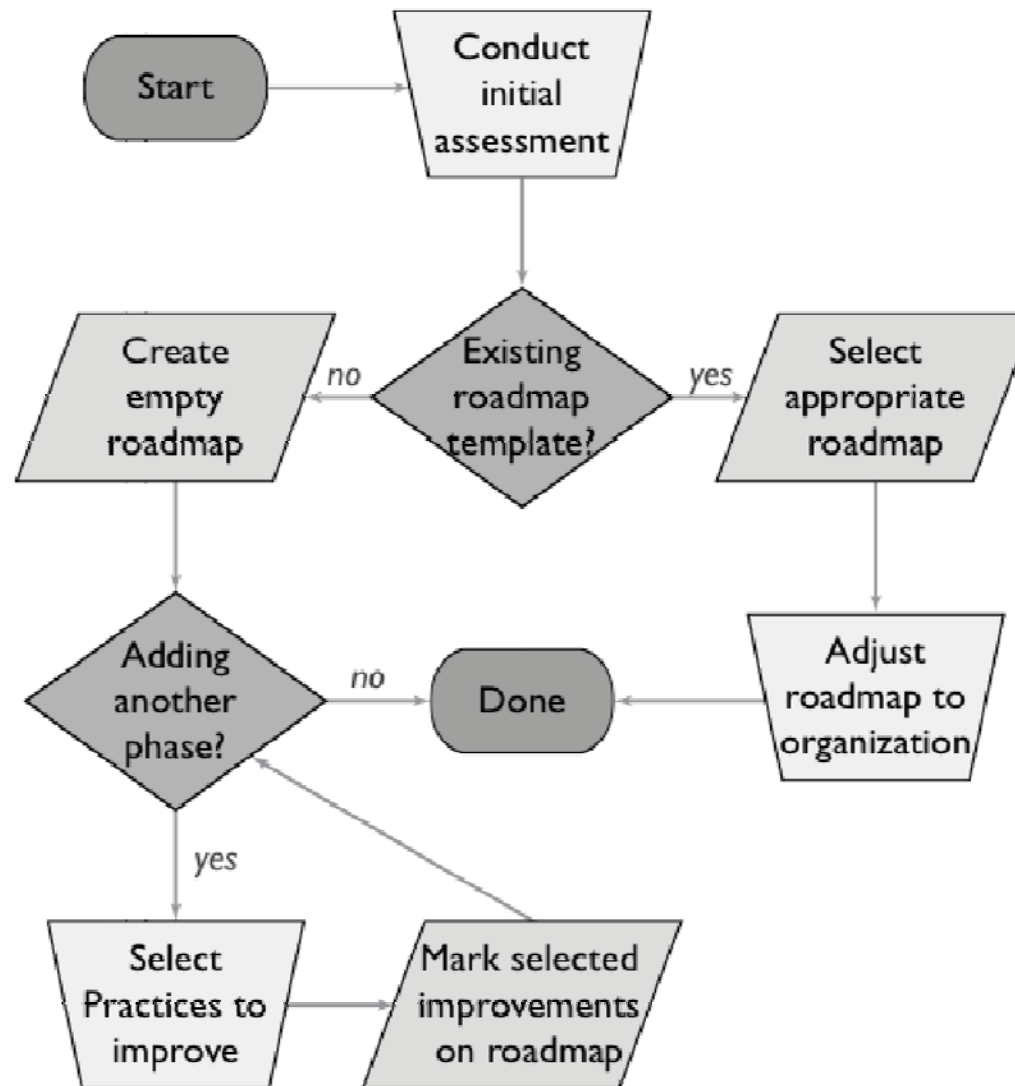 Start
Conduct
initial
assessment
Create
empty
roadmap
no
Existing
roadmap
template?
yes
Select
appropriate
roadmap
Adding
another
phase?
no
Done
Adjust
roadmap to
organization
yes
Select
Practices to
improve
Mark selected
improvements
on roadmap